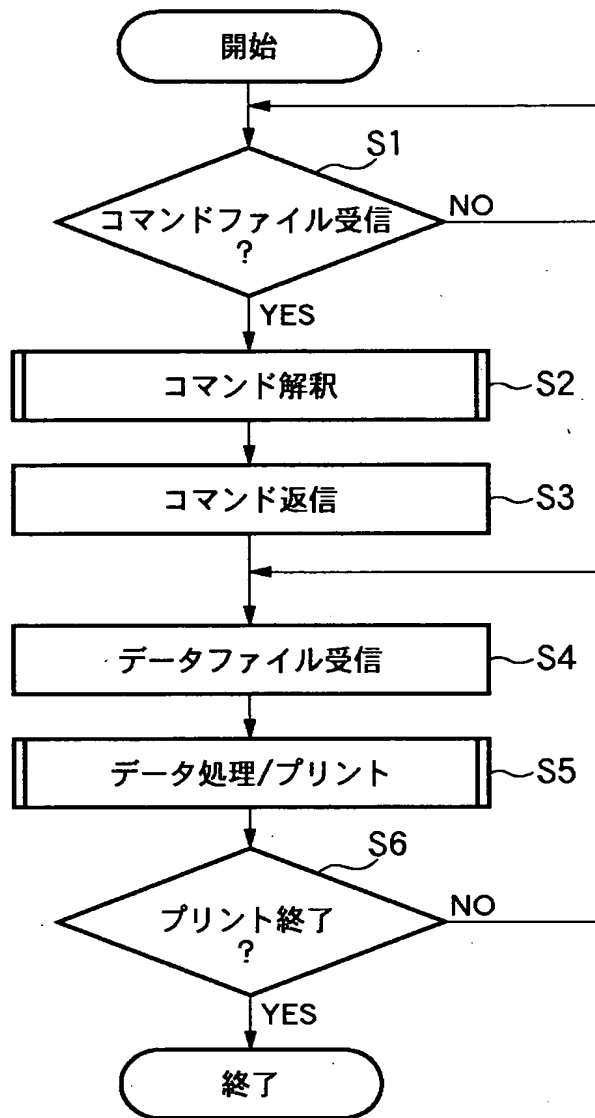 開始
S1
コマンドファイル受信
?
NO
YES
コマンド解釈
S2
コマンド返信
S3
データファイル受信
S4
データ処理/プリント
S5
S6
プリント終了
?
NO
YES
終了